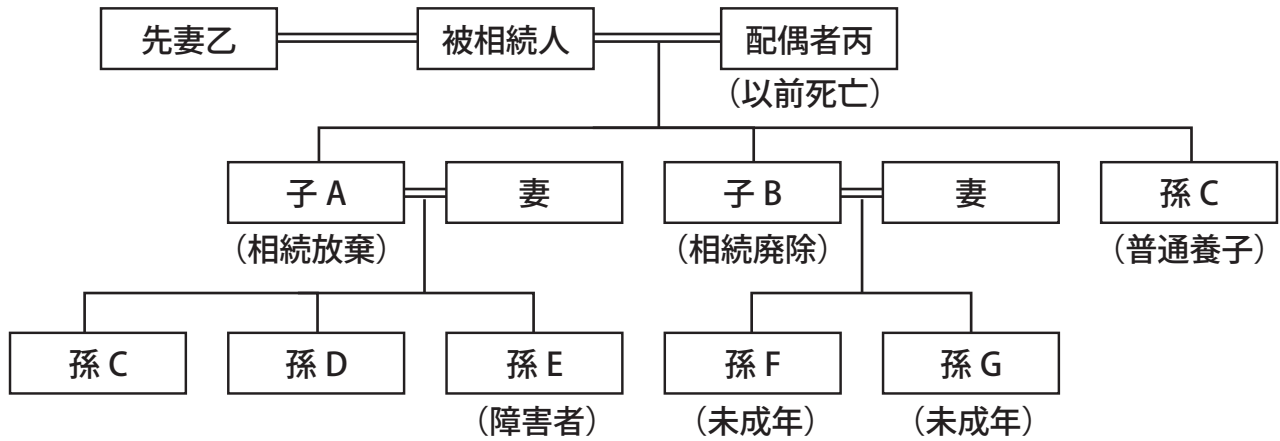 先妻乙
被相続人
配偶者丙
（以前死亡）
子 A
妻
子 B
妻
孫 C
（相続放棄）
（相続廃除）
（普通養子）
孫 C
孫 D
孫 E
孫 F
孫 G
（障害者）
（未成年）
（未成年）